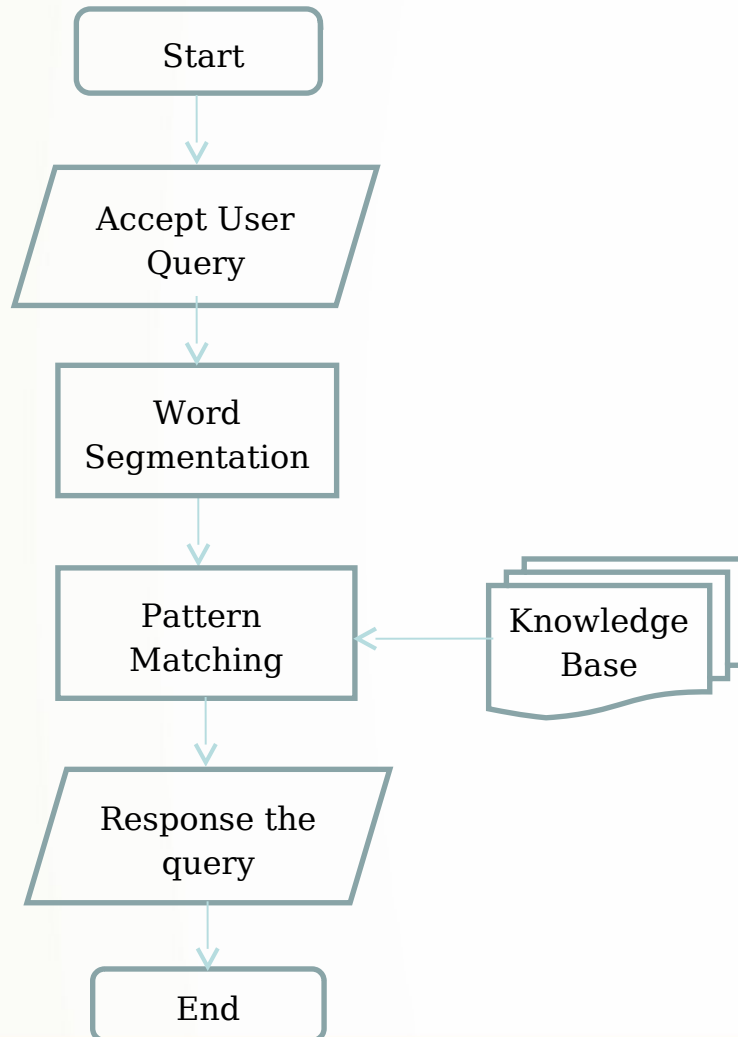 Start
Accept User
Query
Word
Segmentation
Pattern
Matching
Knowledge
Base
Response the
query
End